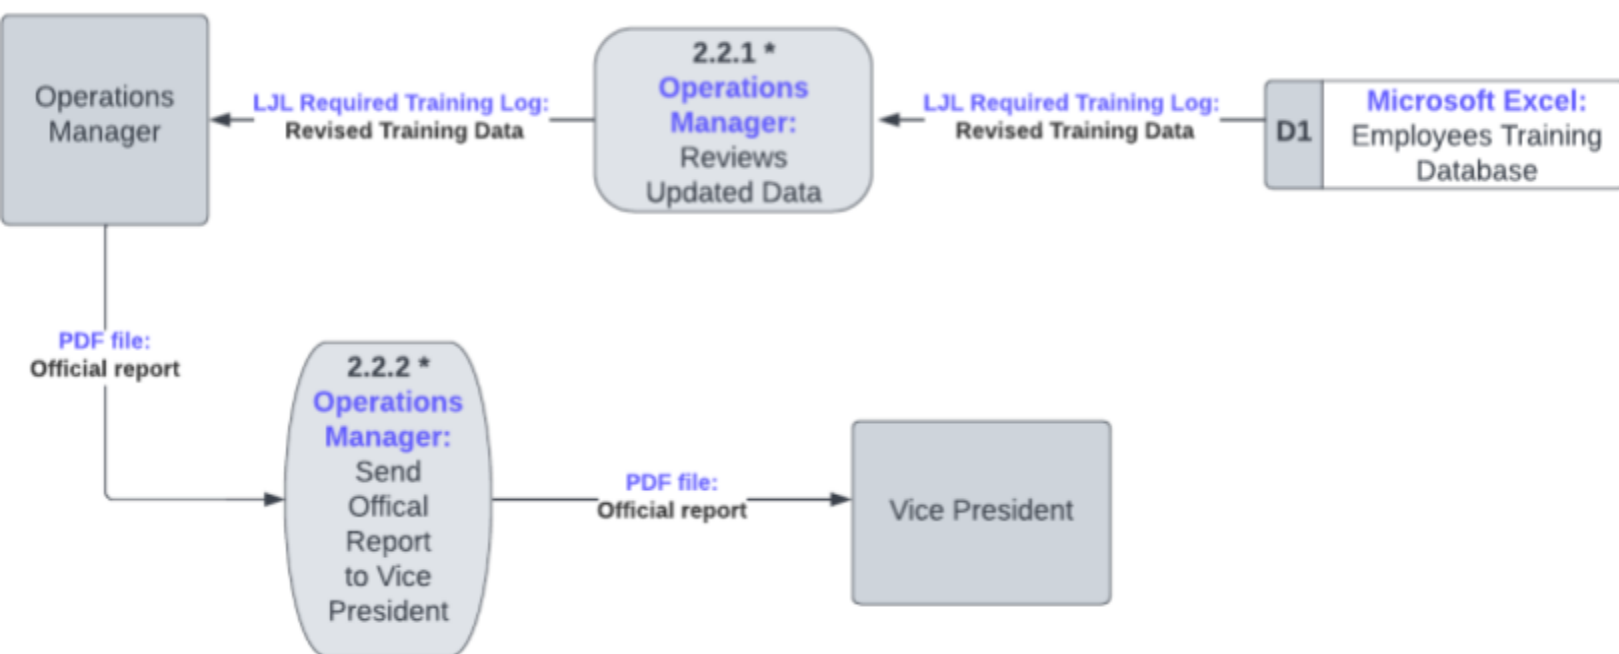 Operations
Manager
LJL Required Training Log:
Revised Training Data
2.2.1 *
Operations
Manager:
Reviews
Updated Data
LJL Required Training Log:
Revised Training Data
D1
Microsoft Excel:
Employees Training
Database
PDF file:
Official report
2.2.2 *
Operations
Manager:
Send
Offical
Report
to Vice
President
PDF file:
Official report
Vice President